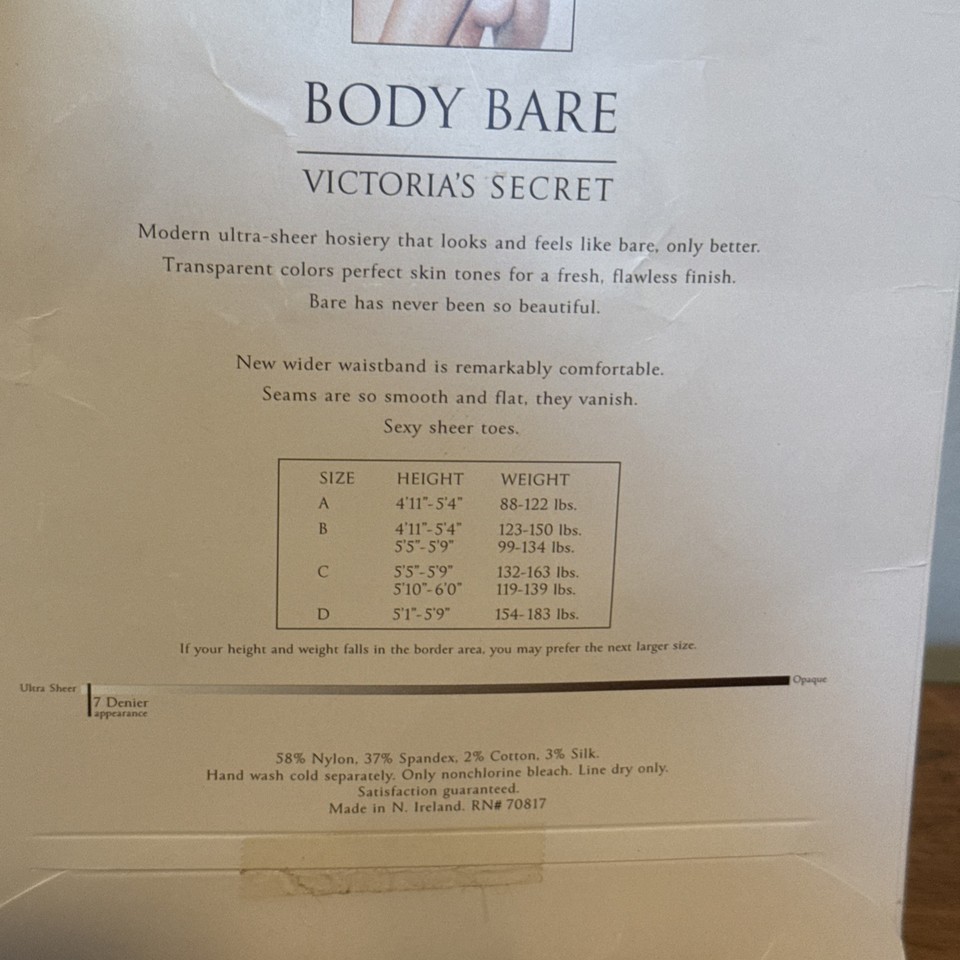 BODY BARE
VICTORIA'S SECRET
Modern ultra-sheer hosiery that looks and feels like bare, only better.
Transparent colors perfect skin tones for a fresh, flawless finish.
Bare has never been so beautiful.
New wider waistband is remarkably comfortable.
Seams are so smooth and flat, they vanish.
Sexy sheer toes.
SIZE HEIGHT WEIGHT
A 4'11"-5'4" 88-122 lbs.
B 4'11"-5'4" 123-150 lbs.
5'5"-5'9" 99-134 lbs.
C 5'5"-5'9" 132-163 lbs.
5'10"-6'0" 119-139 lbs.
D 5'1"-5'9" 154-183 lbs.
If your height and weight falls in the border area, you may prefer the next larger size.
Ultra Sheer Opaque
7 Denier
appearance
58% Nylon, 37% Spandex, 2% Cotton, 3% Silk.
Hand wash cold separately. Only nonchlorine bleach. Line dry only.
Satisfaction guaranteed.
Made in N. Ireland. RN# 70817